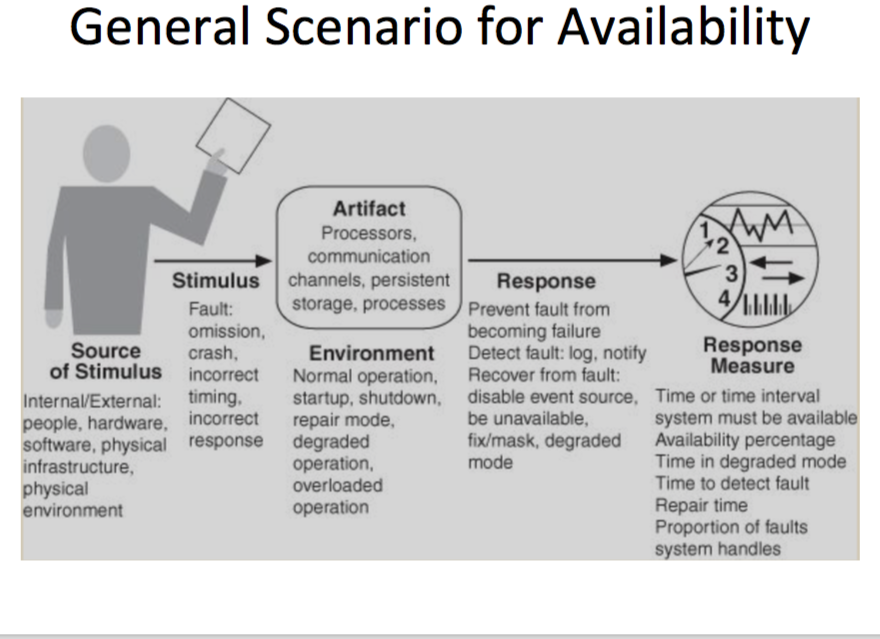 General Scenario for Availability
Source
of Stimulus
Internal/External:
people, hardware,
software, physical
infrastructure,
physical
environment
Stimulus
Fault:
omission,
crash,
incorrect
timing,
incorrect
response
Artifact
Processors,
communication
channels, persistent
storage, processes
Environment
Normal operation,
startup, shutdown,
repair mode,
degraded
operation,
overloaded
operation
Response
Prevent fault from
becoming failure
Detect fault: log, notify
Recover from fault:
disable event source,
be unavailable,
fix/mask, degraded
mode
1
2
3
4
Response
Measure
Time or time interval
system must be available
Availability percentage
Time in degraded mode
Time to detect fault
Repair time
Proportion of faults
system handles